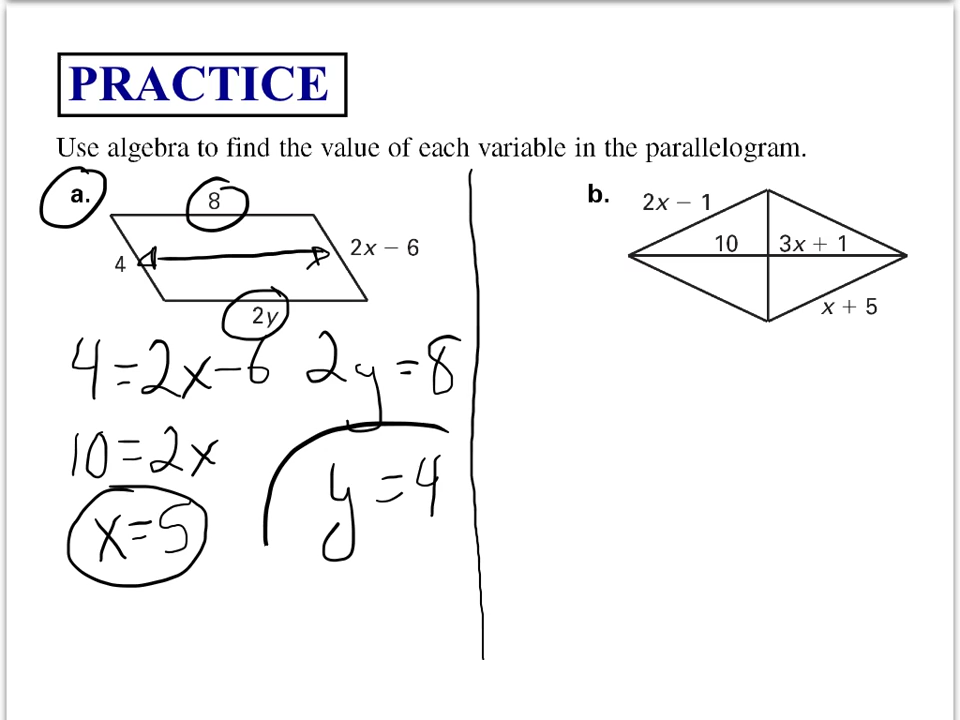 PRACTICE
Use algebra to find the value of each variable in the parallelogram.
a.
8
4
2x − 6
2y
4=2x-6
2y=8
10=2x
y=4
x=5
b.
2x − 1
10
3x + 1
x + 5